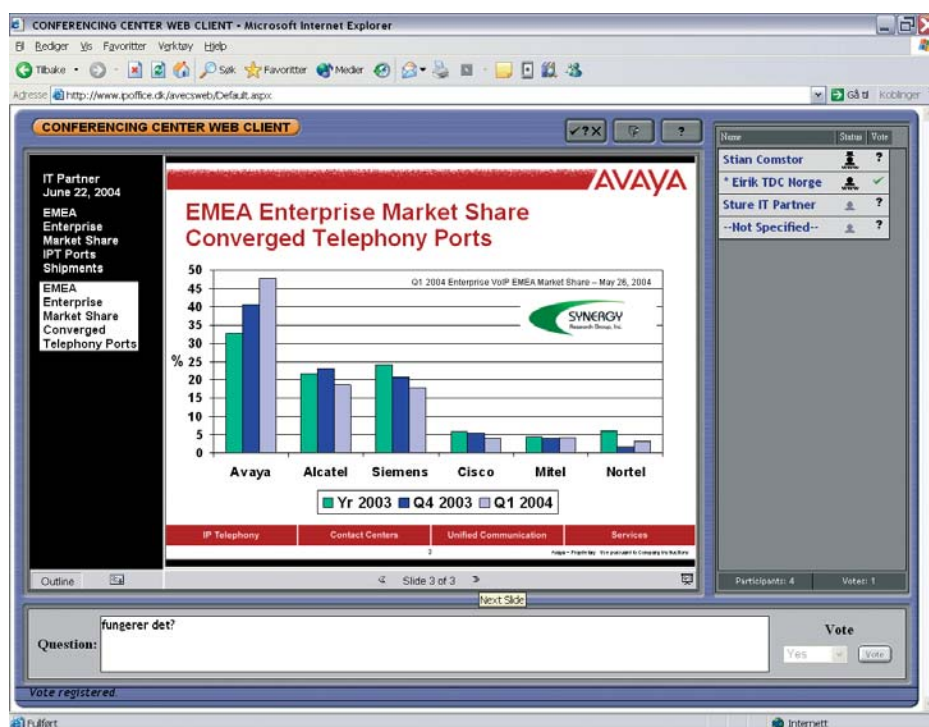 CONFERENCING CENTER WEB CLIENT - Microsoft Internet Explorer
Fil Rediger Vis Favoritter Verktøy Hjelp
Tilbake Søk Favoritter Medier
Adresse http://www.ipoffice.dk/avecsweb/Default.aspx Gå til Koblinger
CONFERENCING CENTER WEB CLIENT
?
Name Status Vote
Stian Comstor ?
* Eirik TDC Norge
Sture IT Partner ?
--Not Specified-- ?
IT Partner
June 22, 2004
EMEA
Enterprise
Market Share
IPT Ports
Shipments
EMEA
Enterprise
Market Share
Converged
Telephony Ports
AVAYA
EMEA Enterprise Market Share
Converged Telephony Ports
Q1 2004 Enterprise VoIP EMEA Market Share – May 26, 2004
SYNERGY
Research Group, Inc.
50
45
40
35
30
% 25
20
15
10
5
0
Avaya Alcatel Siemens Cisco Mitel Nortel
Yr 2003 Q4 2003 Q1 2004
IP Telephony Contact Centers Unified Communication Services
3
Outline
Slide 3 of 3
Next Slide
Participants: 4 Votes: 1
Question:
fungerer det?
Vote
Yes Vote
Vote registered.
Fulført Internett